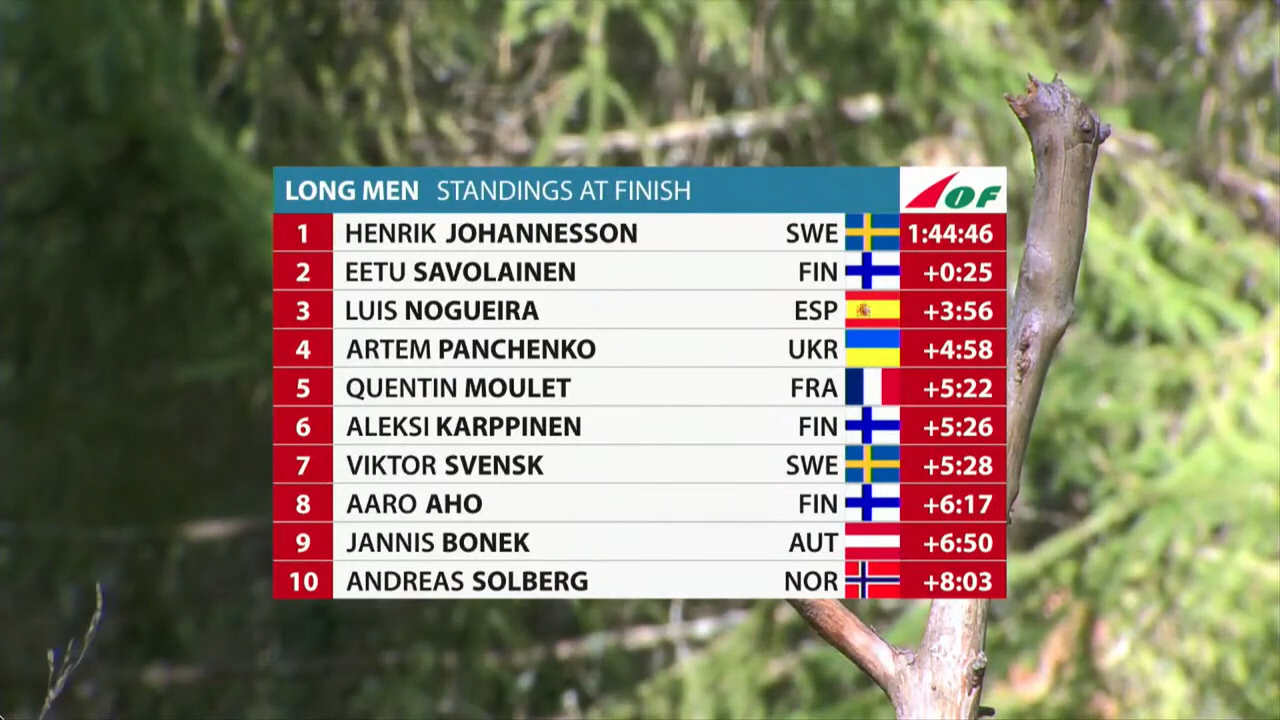 LONG MEN STANDINGS AT FINISH IOF
1 HENRIK JOHANNESSON SWE 1:44:46
2 EETU SAVOLAINEN FIN +0:25
3 LUIS NOGUEIRA ESP +3:56
4 ARTEM PANCHENKO UKR +4:58
5 QUENTIN MOULET FRA +5:22
6 ALEKSI KARPPINEN FIN +5:26
7 VIKTOR SVENSK SWE +5:28
8 AARO AHO FIN +6:17
9 JANNIS BONEK AUT +6:50
10 ANDREAS SOLBERG NOR +8:03